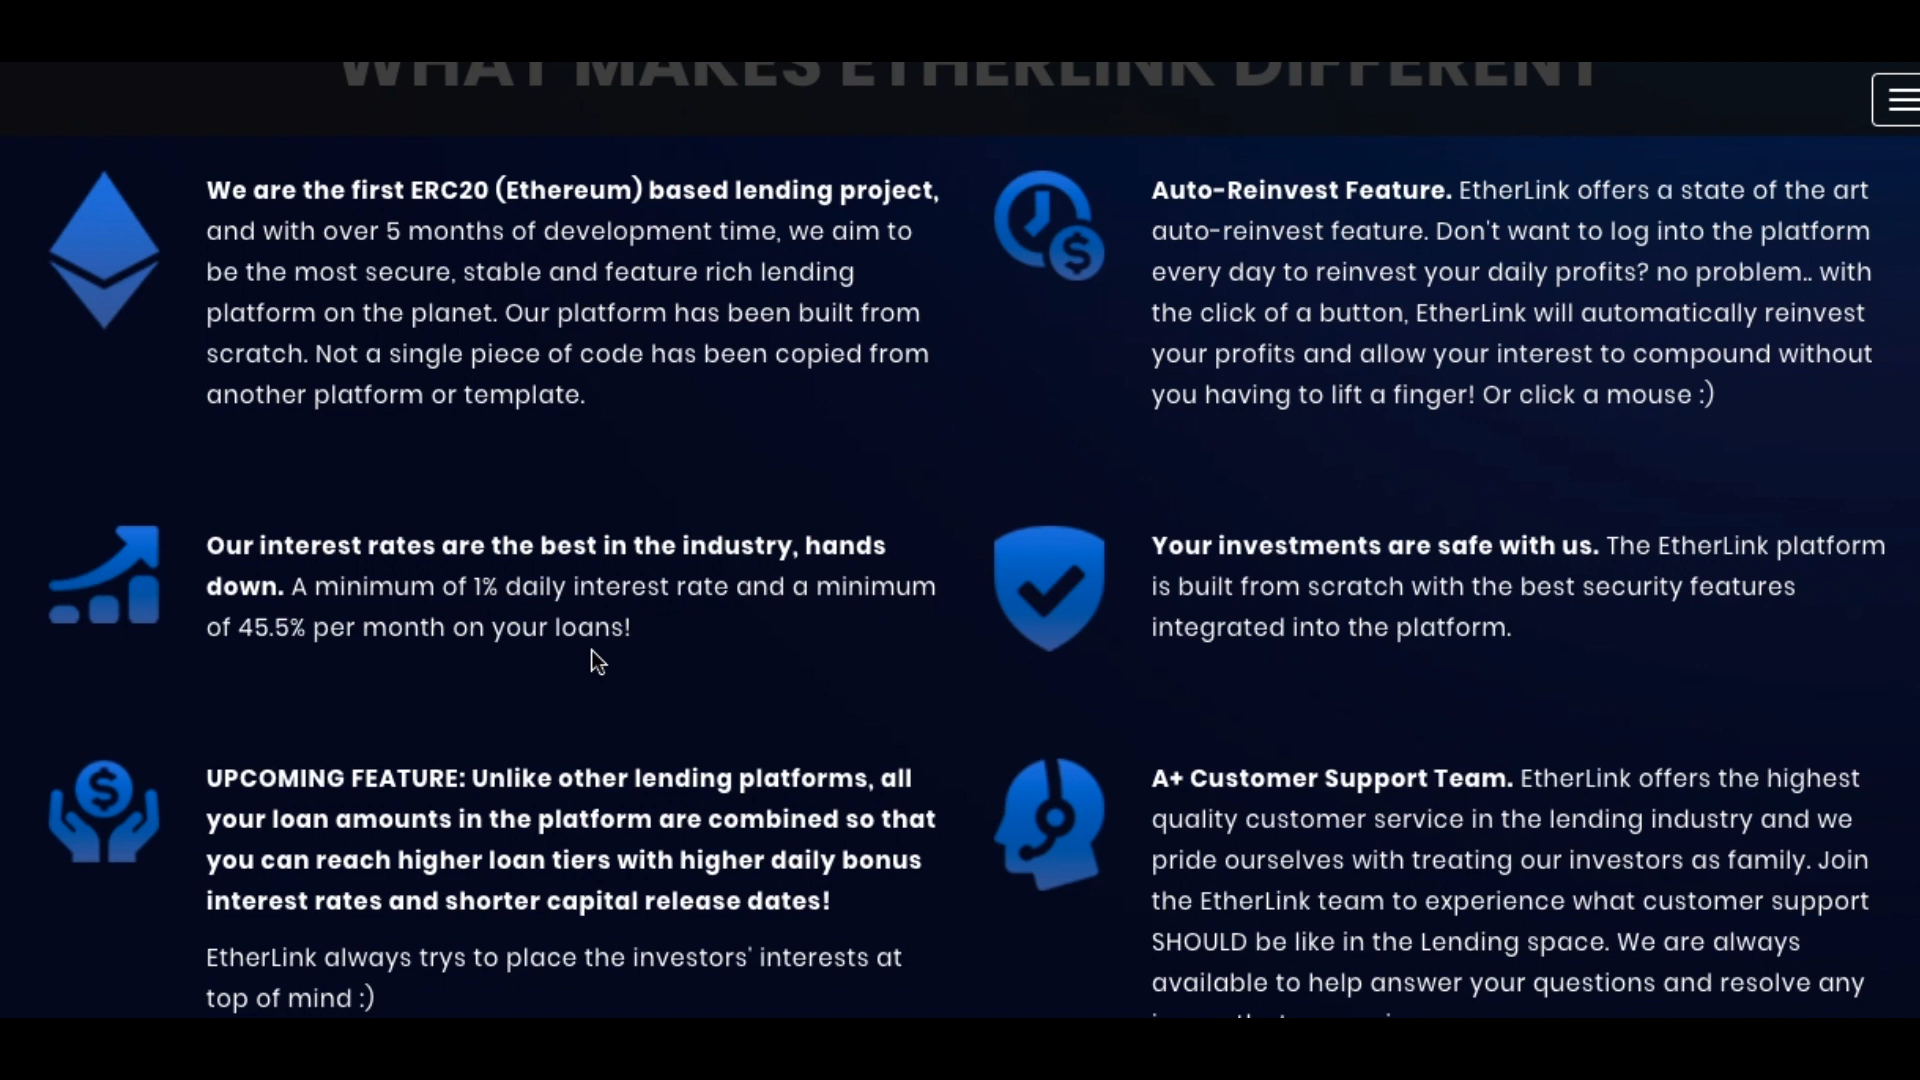 WHAT MAKES ETHERLINK DIFFERENT
We are the first ERC20 (Ethereum) based lending project,
and with over 5 months of development time, we aim to
be the most secure, stable and feature rich lending
platform on the planet. Our platform has been built from
scratch. Not a single piece of code has been copied from
another platform or template.
Auto-Reinvest Feature. EtherLink offers a state of the art
auto-reinvest feature. Don't want to log into the platform
every day to reinvest your daily profits? no problem.. with
the click of a button, EtherLink will automatically reinvest
your profits and allow your interest to compound without
you having to lift a finger! Or click a mouse :)
Our interest rates are the best in the industry, hands
down. A minimum of 1% daily interest rate and a minimum
of 45.5% per month on your loans!
Your investments are safe with us. The EtherLink platform
is built from scratch with the best security features
integrated into the platform.
UPCOMING FEATURE: Unlike other lending platforms, all
your loan amounts in the platform are combined so that
you can reach higher loan tiers with higher daily bonus
interest rates and shorter capital release dates!
EtherLink always trys to place the investors' interests at
top of mind :)
A+ Customer Support Team. EtherLink offers the highest
quality customer service in the lending industry and we
pride ourselves with treating our investors as family. Join
the EtherLink team to experience what customer support
SHOULD be like in the Lending space. We are always
available to help answer your questions and resolve any